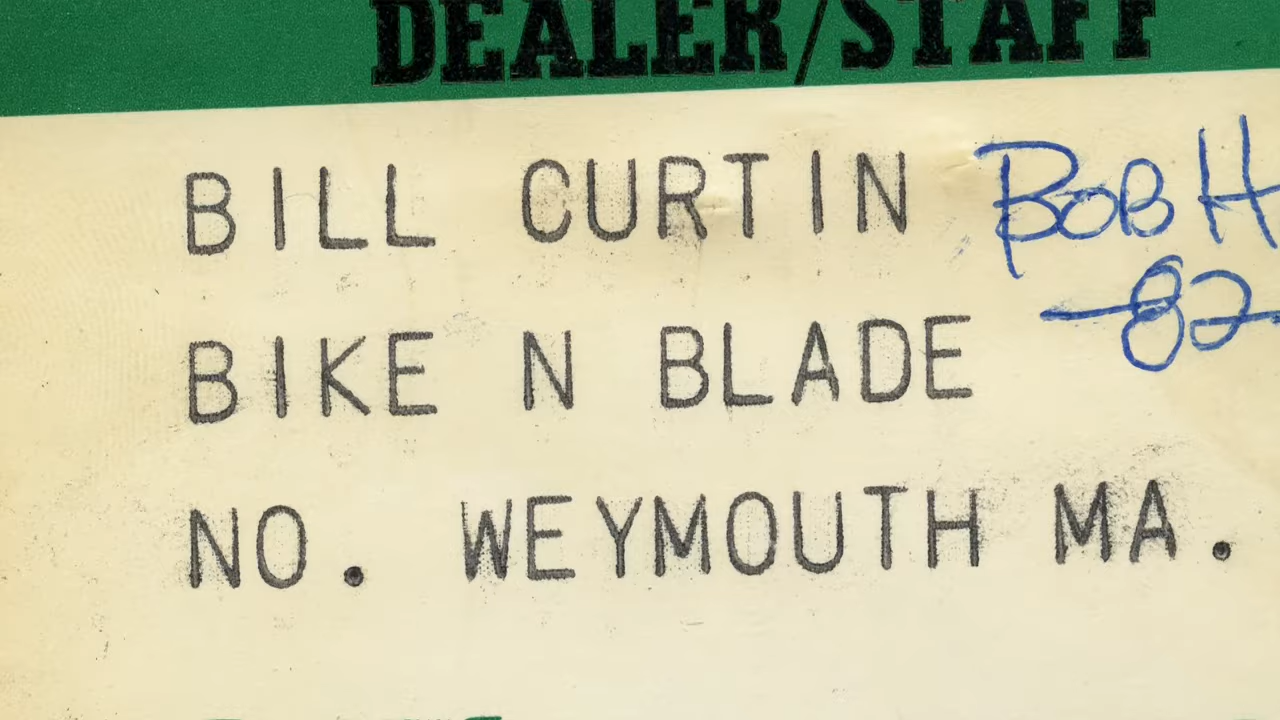 DEALER/STAFF
BILL CURTIN
BIKE N BLADE
NO. WEYMOUTH MA.
BOB H
82